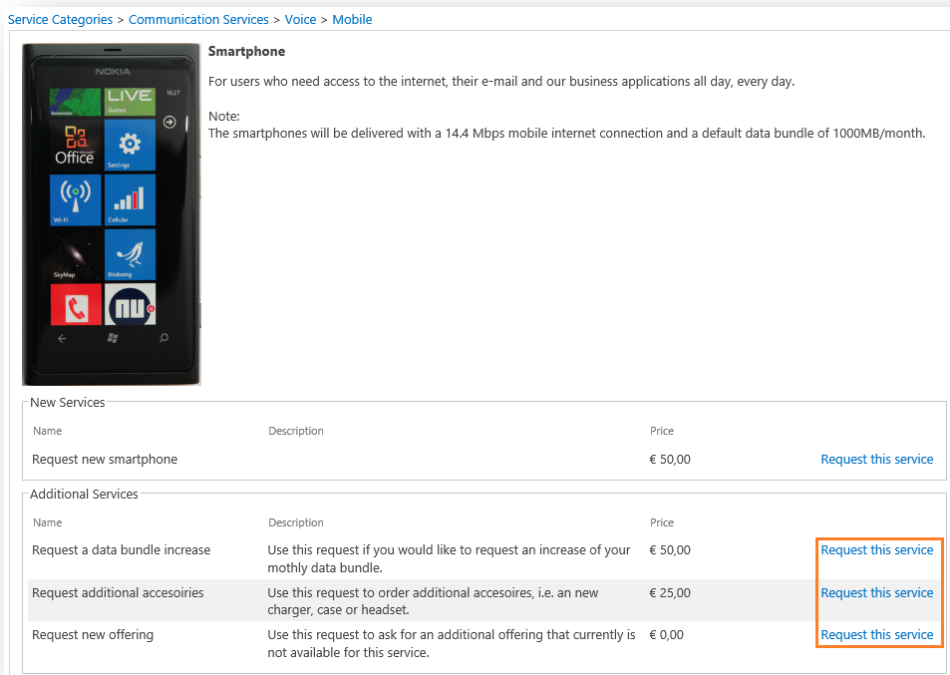 Service Categories > Communication Services > Voice > Mobile
Smartphone
For users who need access to the internet, their e-mail and our business applications all day, every day.
Note:
The smartphones will be delivered with a 14.4 Mbps mobile internet connection and a default data bundle of 1000MB/month.
NOKIA
LIVE
16:27
Games
Office
Settings
Wi-Fi
Cellular
SkyMap
Birdsong
nu
New Services
Name Description Price
Request new smartphone € 50,00 Request this service
Additional Services
Name Description Price
Request a data bundle increase Use this request if you would like to request an increase of your € 50,00 Request this service
mothly data bundle.
Request additional accesoiries Use this request to order additional accesoires, i.e. an new € 25,00 Request this service
charger, case or headset.
Request new offering Use this request to ask for an additional offering that currently is € 0,00 Request this service
not available for this service.